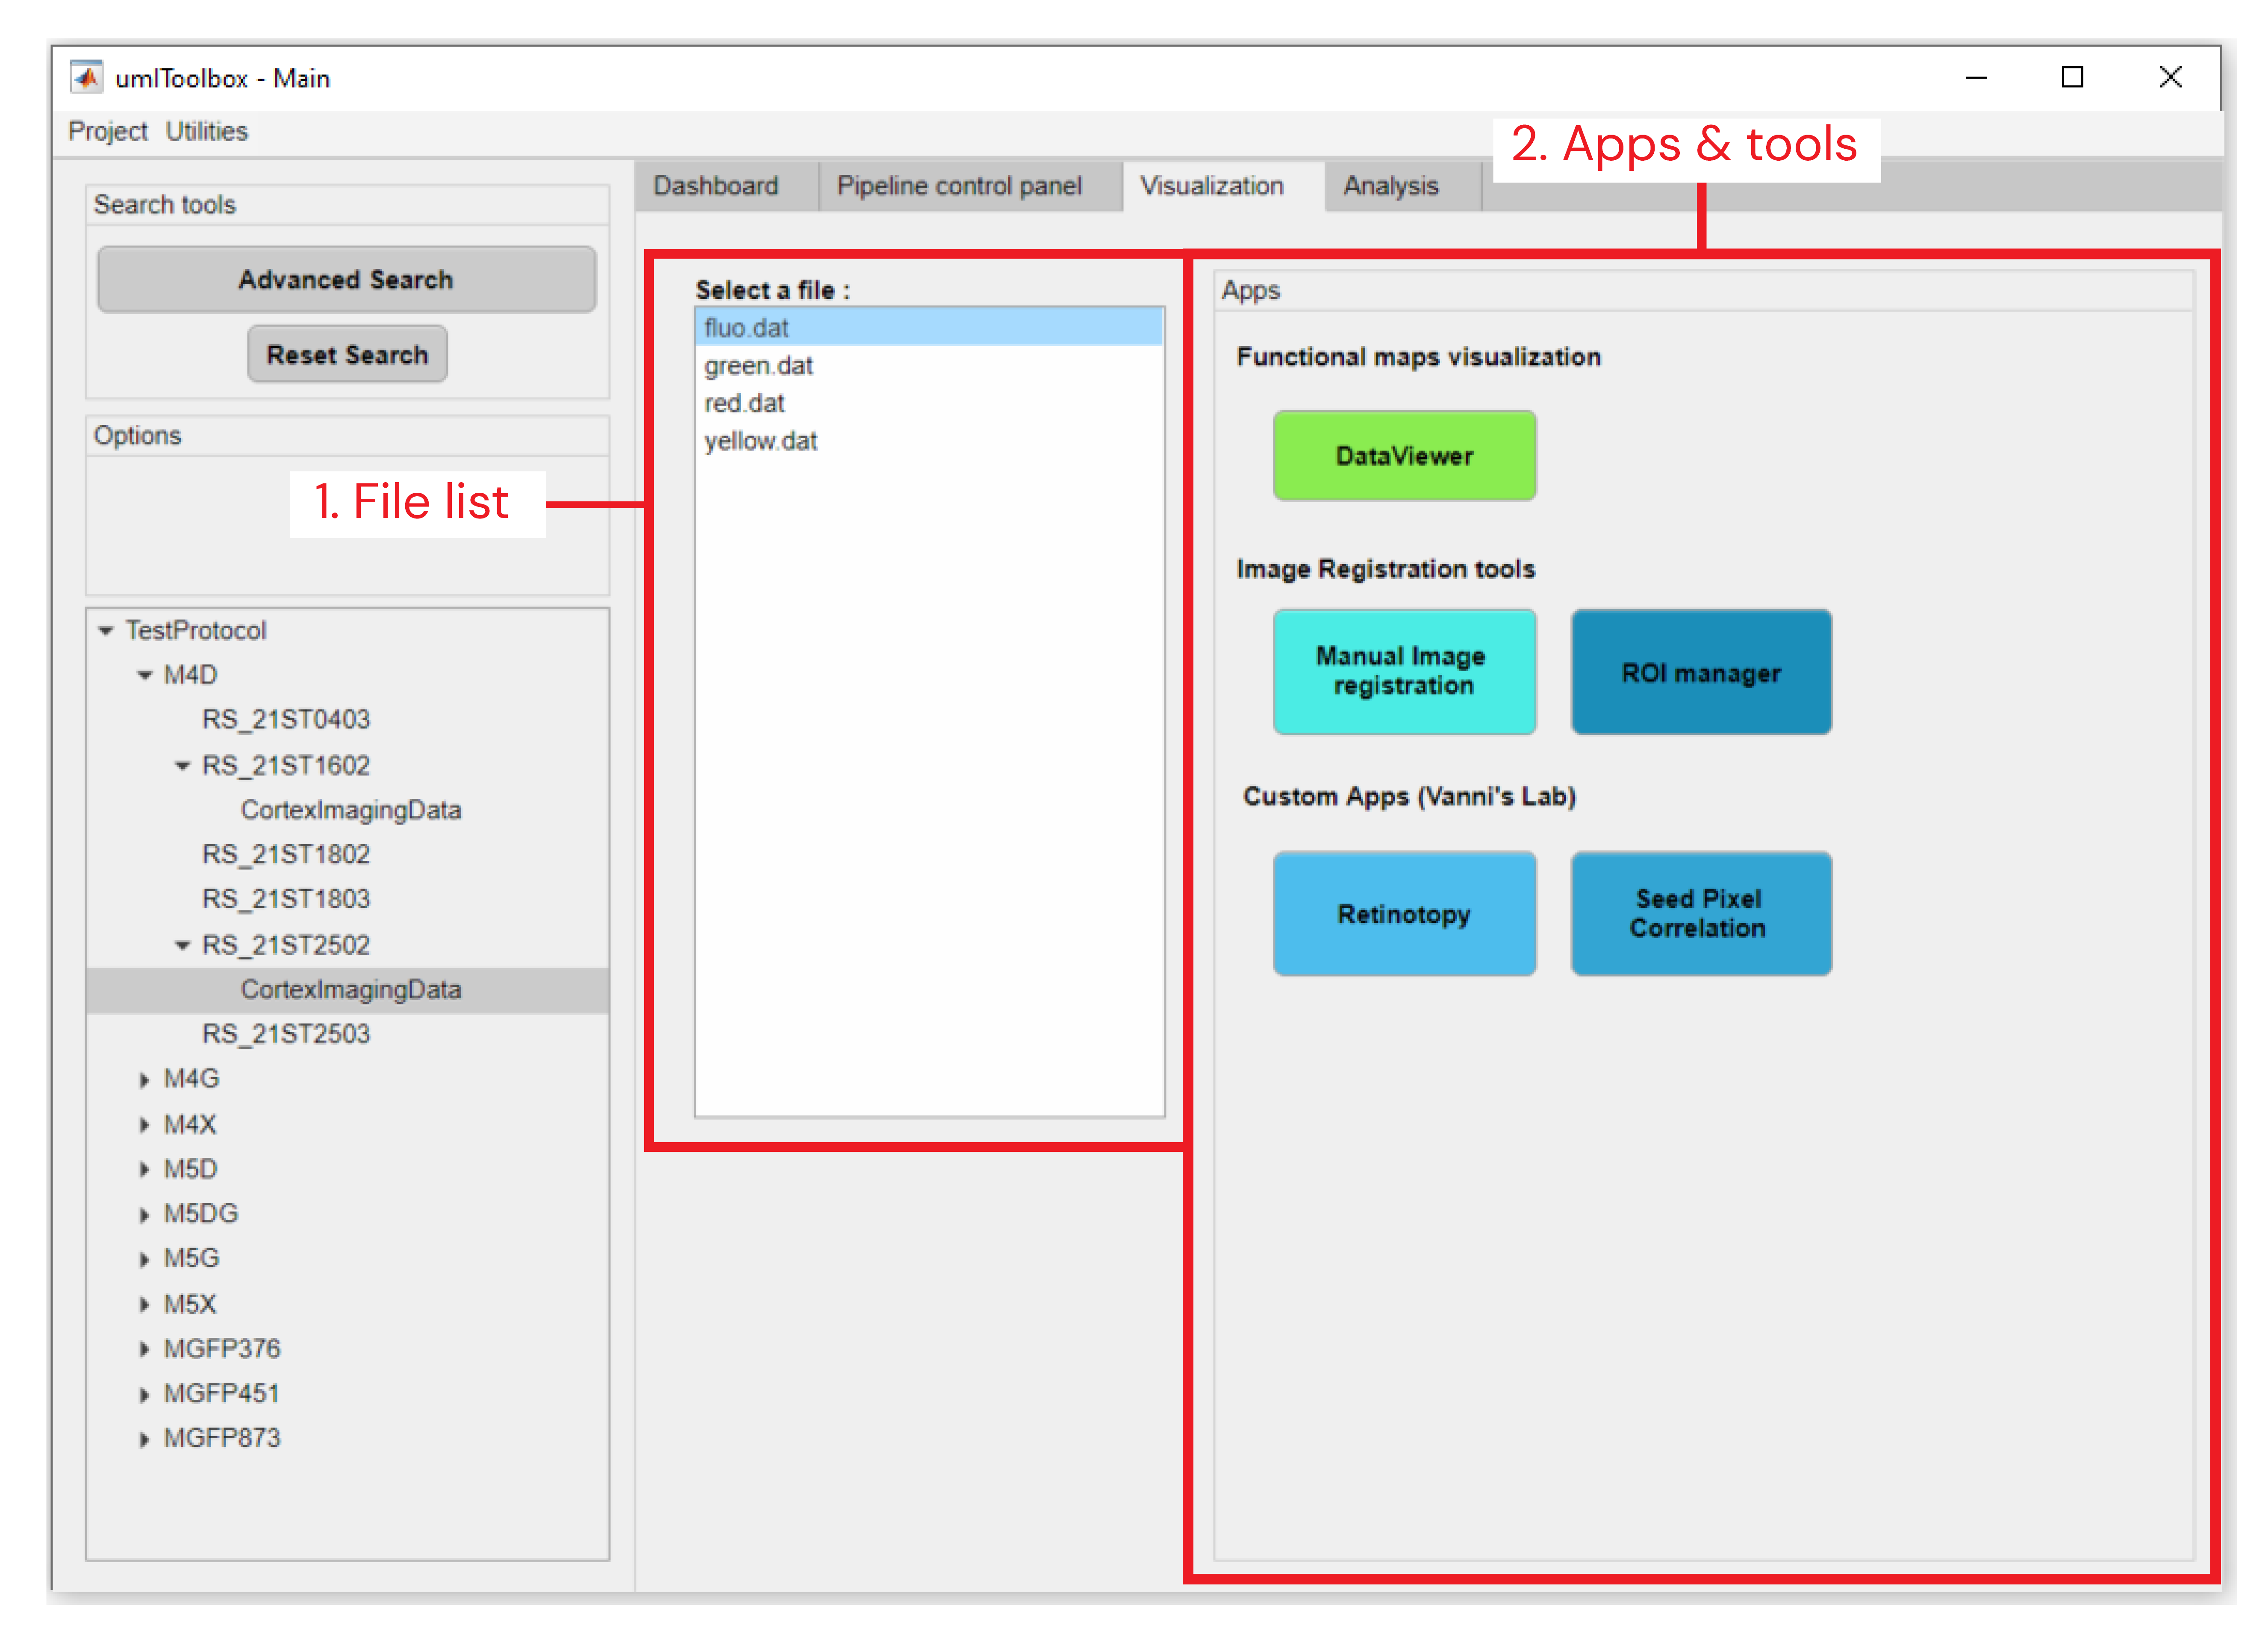 umIToolbox - Main
Project Utilities
2. Apps & tools
Search tools
Advanced Search
Reset Search
Options
1. File list
TestProtocol
M4D
RS_21ST0403
RS_21ST1602
CortexImagingData
RS_21ST1802
RS_21ST1803
RS_21ST2502
CortexImagingData
RS_21ST2503
M4G
M4X
M5D
M5DG
M5G
M5X
MGFP376
MGFP451
MGFP873
Dashboard Pipeline control panel Visualization Analysis
Select a file :
fluo.dat
green.dat
red.dat
yellow.dat
Apps
Functional maps visualization
DataViewer
Image Registration tools
Manual Image
registration
ROI manager
Custom Apps (Vanni's Lab)
Retinotopy
Seed Pixel
Correlation